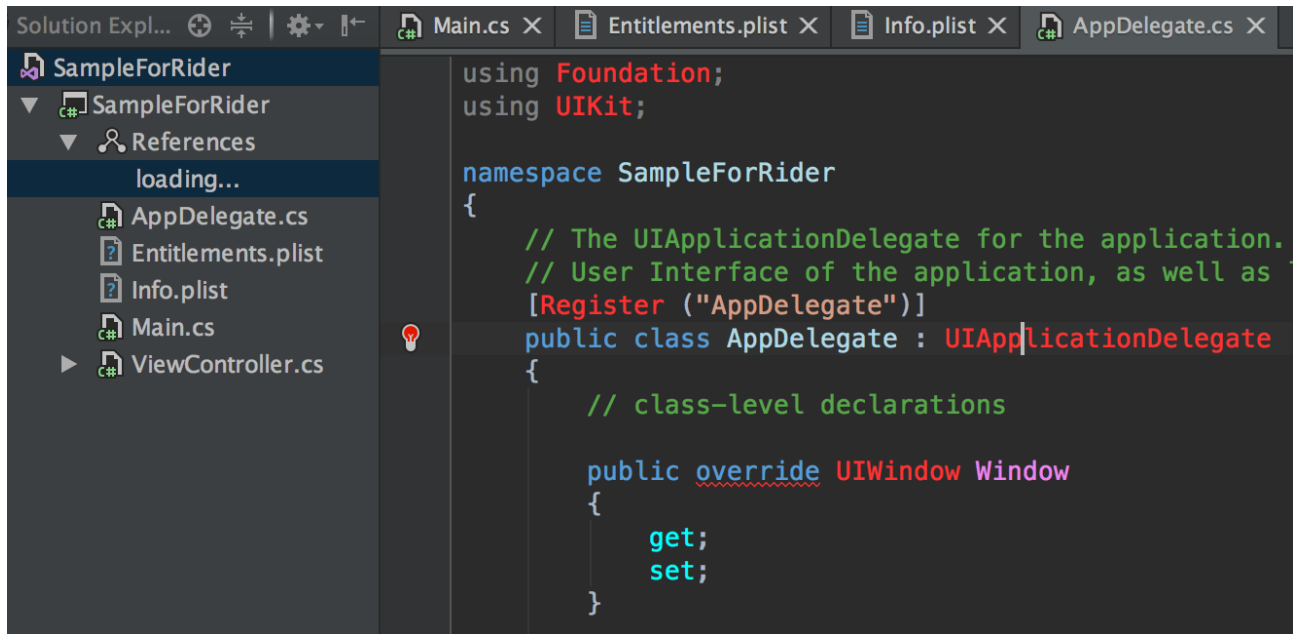 Solution Expl...
Main.cs
Entitlements.plist
Info.plist
AppDelegate.cs
SampleForRider
SampleForRider
References
loading...
AppDelegate.cs
Entitlements.plist
Info.plist
Main.cs
ViewController.cs
using Foundation;
using UIKit;
namespace SampleForRider
{
// The UIApplicationDelegate for the application.
// User Interface of the application, as well as
[Register ("AppDelegate")]
public class AppDelegate : UIApplicationDelegate
{
// class-level declarations
public override UIWindow Window
{
get;
set;
}